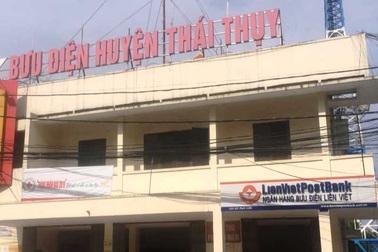 BƯU ĐIỆN HUYỆN THÁI THỤY
LienVietPostBank
NGÂN HÀNG BƯU ĐIỆN LIÊN VIỆT